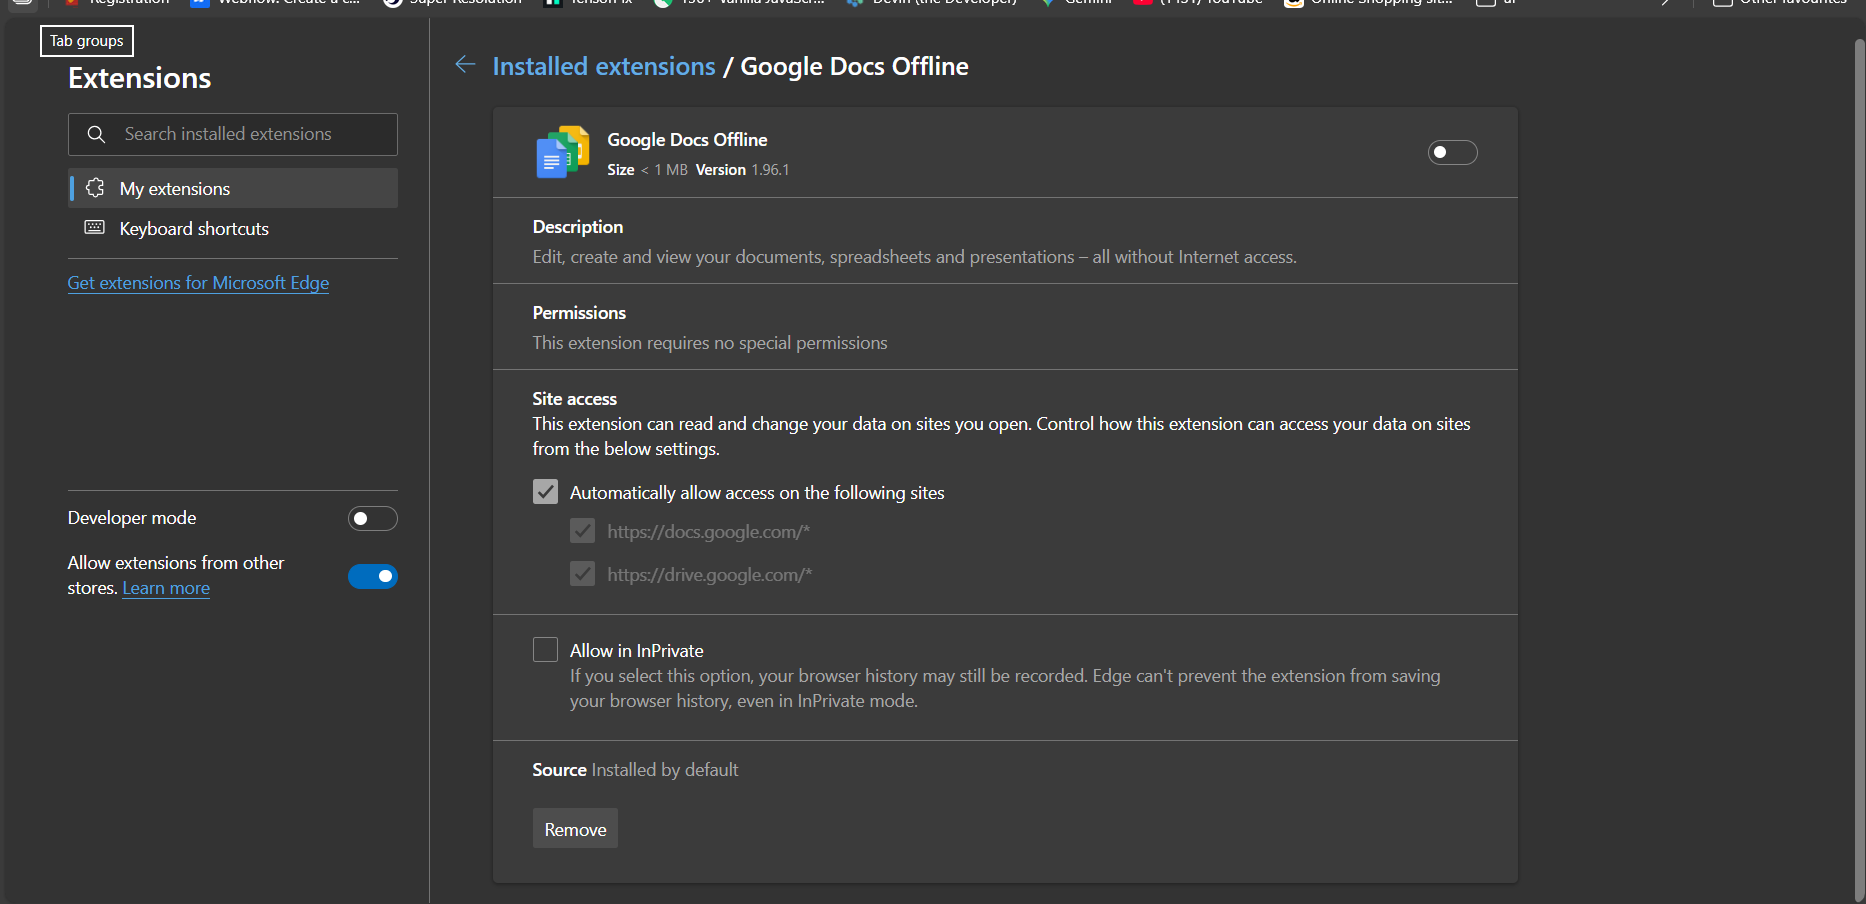 Registration
Webflow: Create a c...
Super Resolution
TensorFix
150+ Vanilla JavaScr...
Devin (the Developer)
Gemini
YouTube
Online Shopping sit...
Other favourites
Tab groups
Extensions
Search installed extensions
My extensions
Keyboard shortcuts
Get extensions for Microsoft Edge
Developer mode
Allow extensions from other
stores. Learn more
Installed extensions / Google Docs Offline
Google Docs Offline
Size < 1 MB Version 1.96.1
Description
Edit, create and view your documents, spreadsheets and presentations – all without Internet access.
Permissions
This extension requires no special permissions
Site access
This extension can read and change your data on sites you open. Control how this extension can access your data on sites
from the below settings.
Automatically allow access on the following sites
https://docs.google.com/*
https://drive.google.com/*
Allow in InPrivate
If you select this option, your browser history may still be recorded. Edge can't prevent the extension from saving
your browser history, even in InPrivate mode.
Source Installed by default
Remove